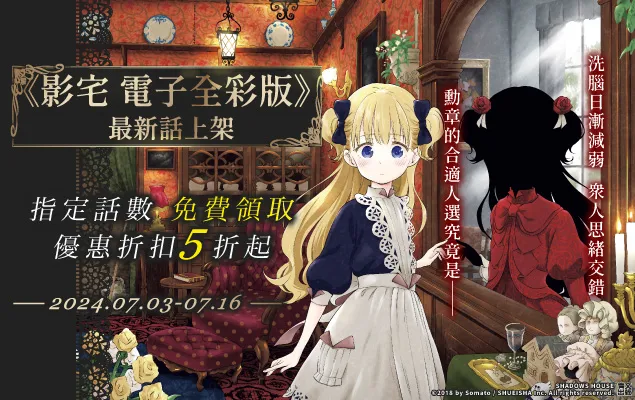 《影宅 電子全彩版》
最新話上架
指定話數 免費領取
優惠折扣5折起
2024.07.03-07.16
洗腦日漸減弱 眾人思緒交錯
勳章的合適人選究竟是──
SHADOWS HOUSE
©2018 by Somato / SHUEISHA Inc. All rights reserved.